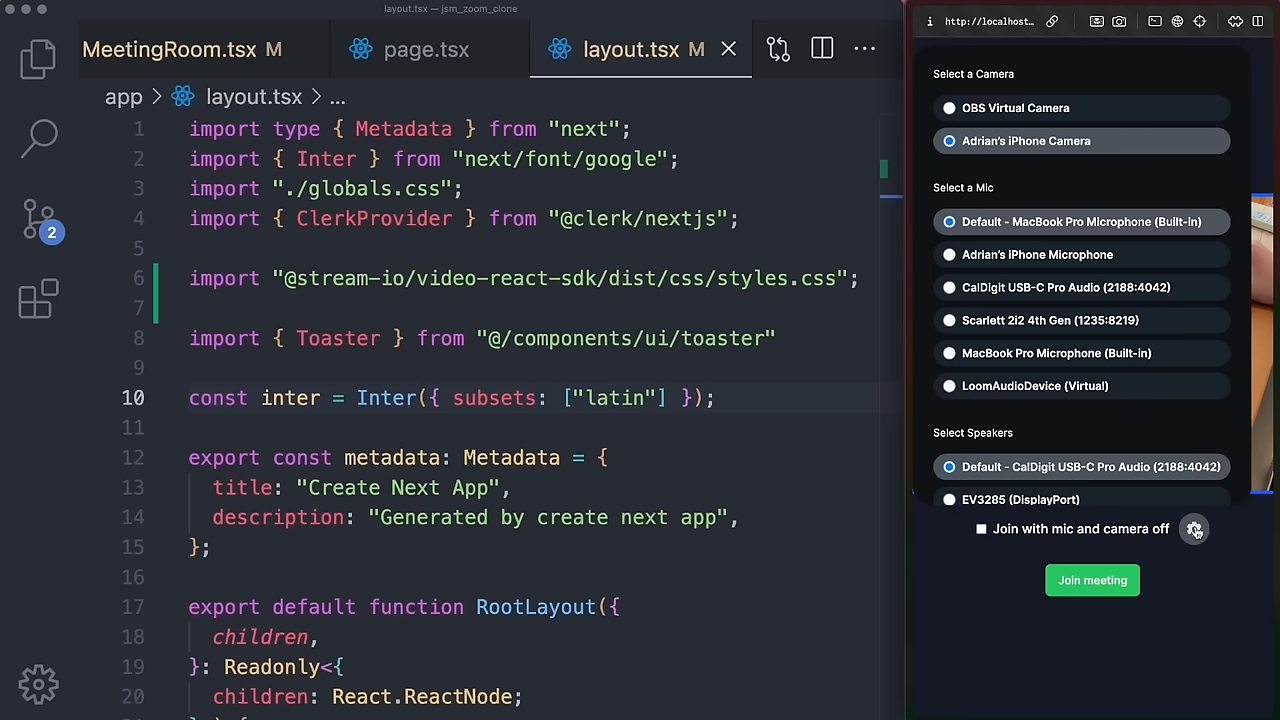 layout.tsx — jsm_zoom_clone
MeetingRoom.tsx M
page.tsx
layout.tsx M
app > layout.tsx > ...
1 import type { Metadata } from "next";
2 import { Inter } from "next/font/google";
3 import "./globals.css";
4 import { ClerkProvider } from "@clerk/nextjs";
5
6 import "@stream-io/video-react-sdk/dist/css/styles.css";
7
8 import { Toaster } from "@/components/ui/toaster"
9
10 const inter = Inter({ subsets: ["latin"] });
11
12 export const metadata: Metadata = {
13 title: "Create Next App",
14 description: "Generated by create next app",
15 };
16
17 export default function RootLayout({
18 children,
19 }: Readonly<{
20 children: React.ReactNode;
2
http://localhost...
Select a Camera
OBS Virtual Camera
Adrian's iPhone Camera
Select a Mic
Default - MacBook Pro Microphone (Built-in)
Adrian's iPhone Microphone
CalDigit USB-C Pro Audio (2188:4042)
Scarlett 2i2 4th Gen (1235:8219)
MacBook Pro Microphone (Built-in)
LoomAudioDevice (Virtual)
Select Speakers
Default - CalDigit USB-C Pro Audio (2188:4042)
EV3285 (DisplayPort)
Join with mic and camera off
Join meeting